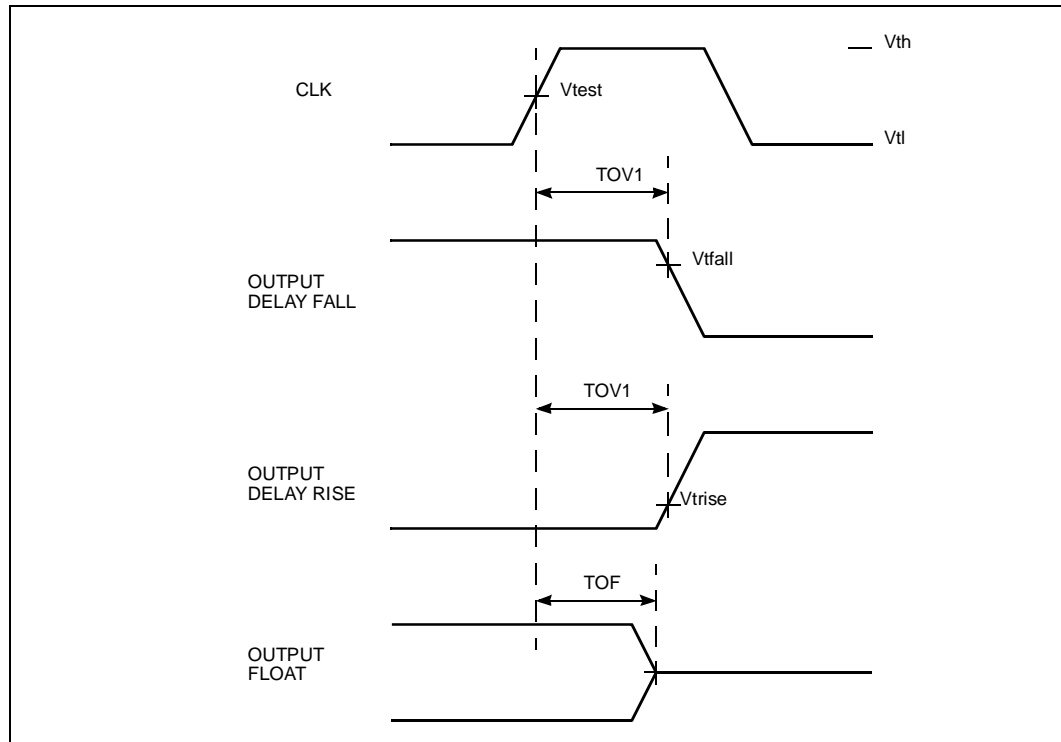 Vth
CLK
Vtest
Vtl
TOV1
Vtfall
OUTPUT
DELAY FALL
TOV1
OUTPUT
DELAY RISE
Vtrise
TOF
OUTPUT
FLOAT